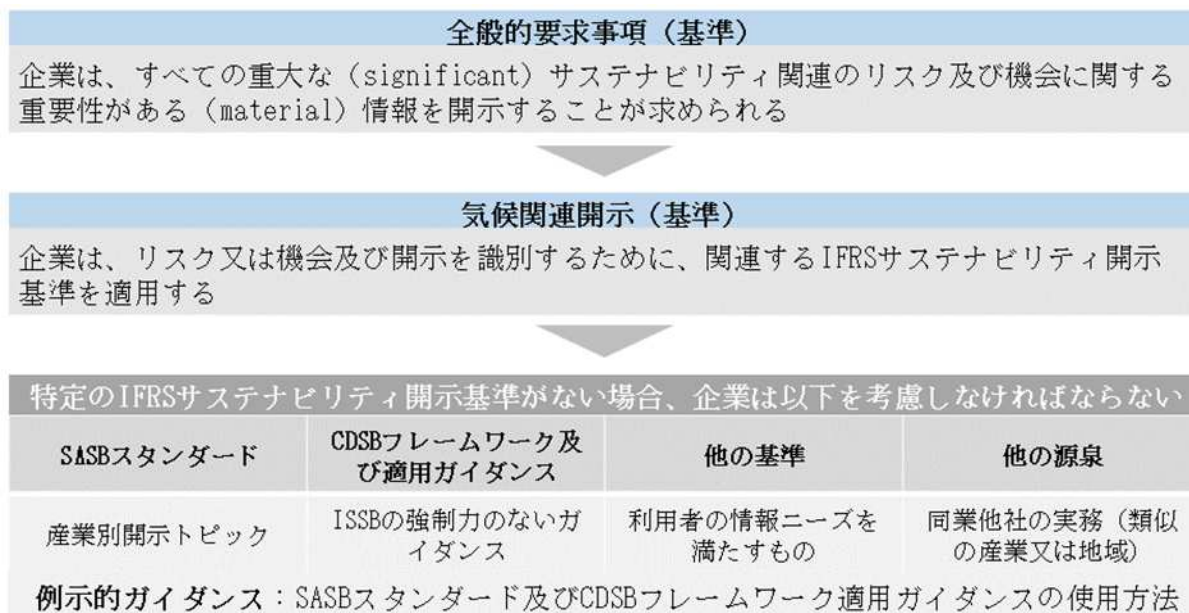 全般的要求事項（基準）
企業は、すべての重大な（significant）サステナビリティ関連のリスク及び機会に関する
重要性がある（material）情報を開示することが求められる
気候関連開示（基準）
企業は、リスク又は機会及び開示を識別するために、関連するIFRSサステナビリティ開示
基準を適用する
特定のIFRSサステナビリティ開示基準がない場合、企業は以下を考慮しなければならない
SASBスタンダード
CDSBフレームワーク及
び適用ガイダンス
他の基準
他の源泉
産業別開示トピック
ISSBの強制力のないガ
イダンス
利用者の情報ニーズを
満たすもの
同業他社の実務（類似
の産業又は地域）
例示的ガイダンス：SASBスタンダード及びCDSBフレームワーク適用ガイダンスの使用方法